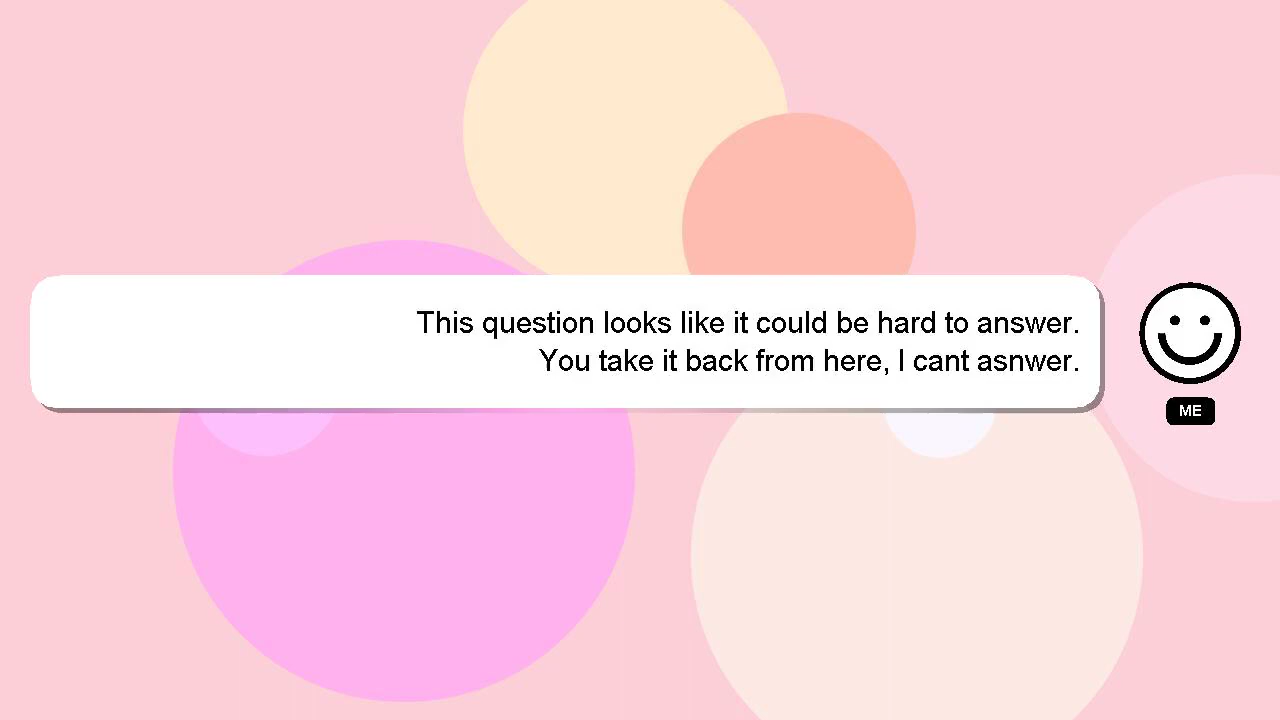 This question looks like it could be hard to answer.
You take it back from here, I cant asnwer.
ME